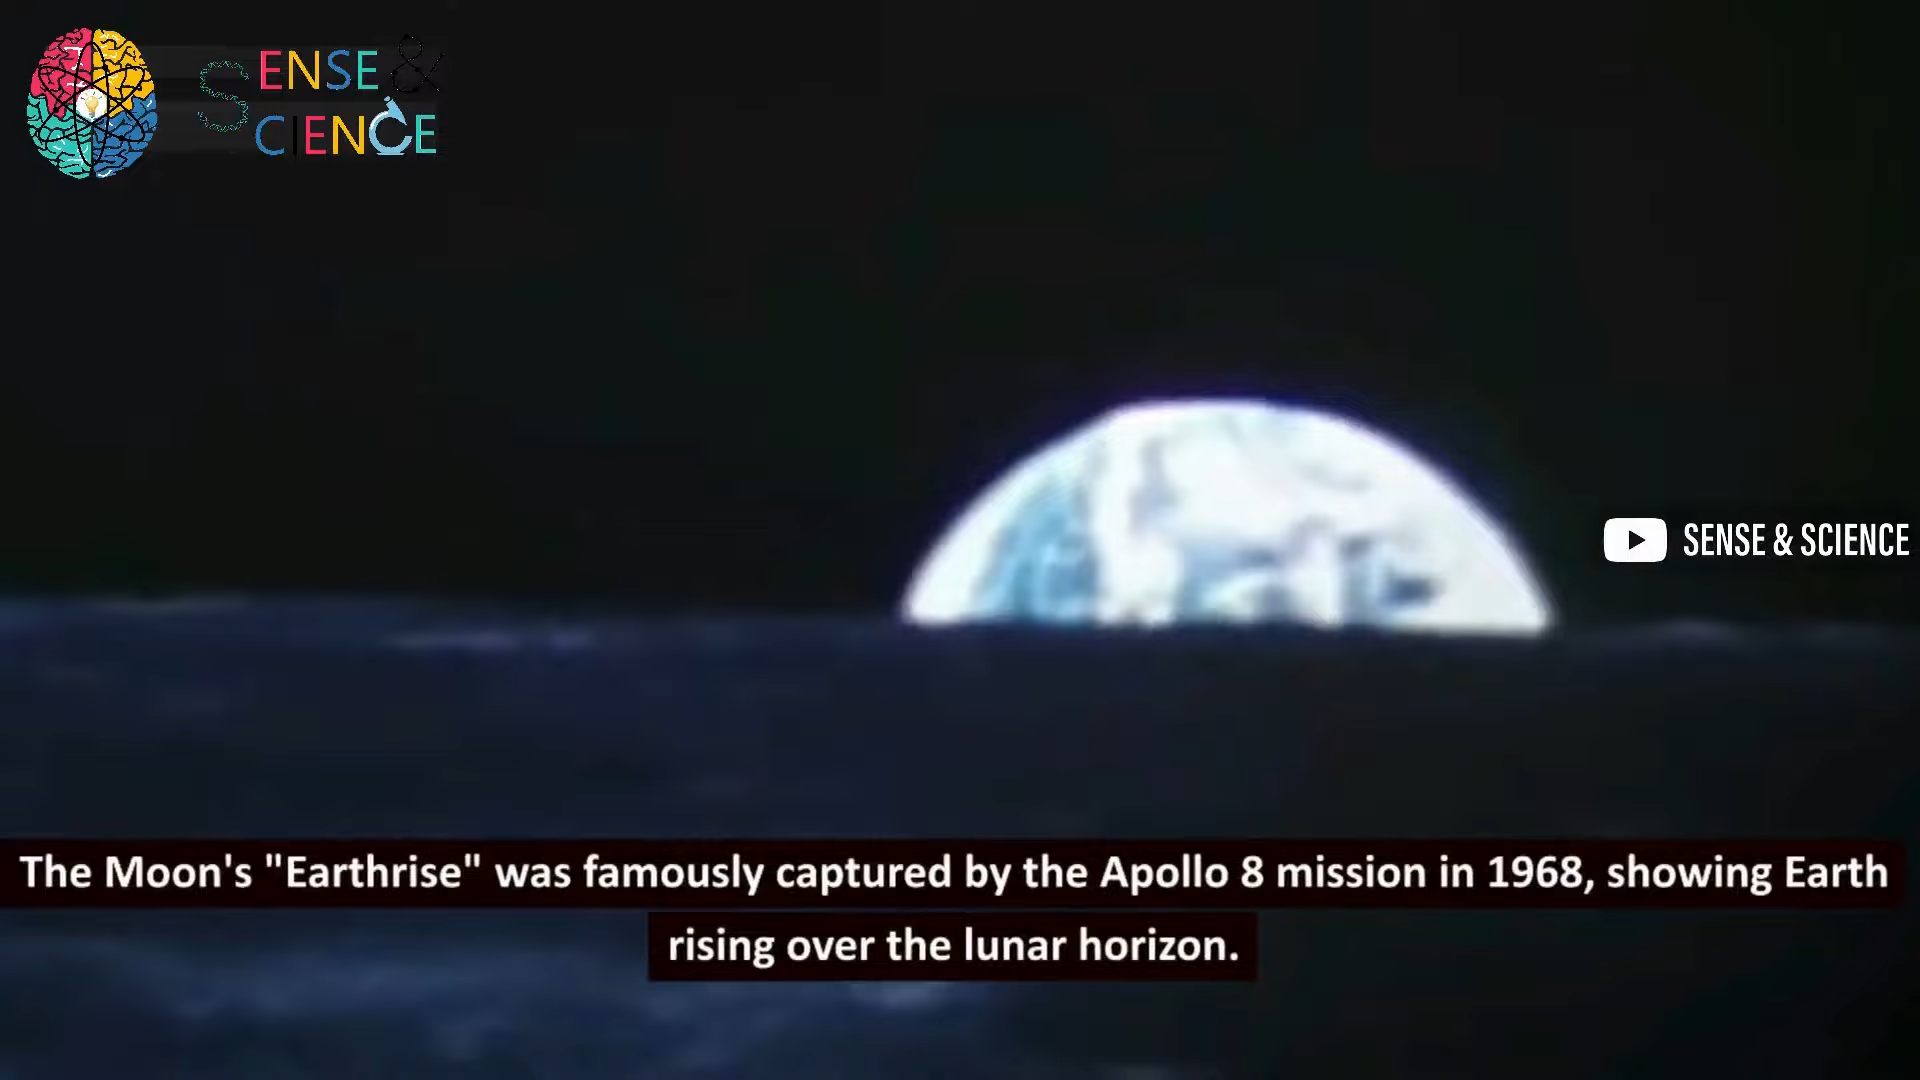 SENSE &
SCIENCE
SENSE & SCIENCE
The Moon's "Earthrise" was famously captured by the Apollo 8 mission in 1968, showing Earth
rising over the lunar horizon.